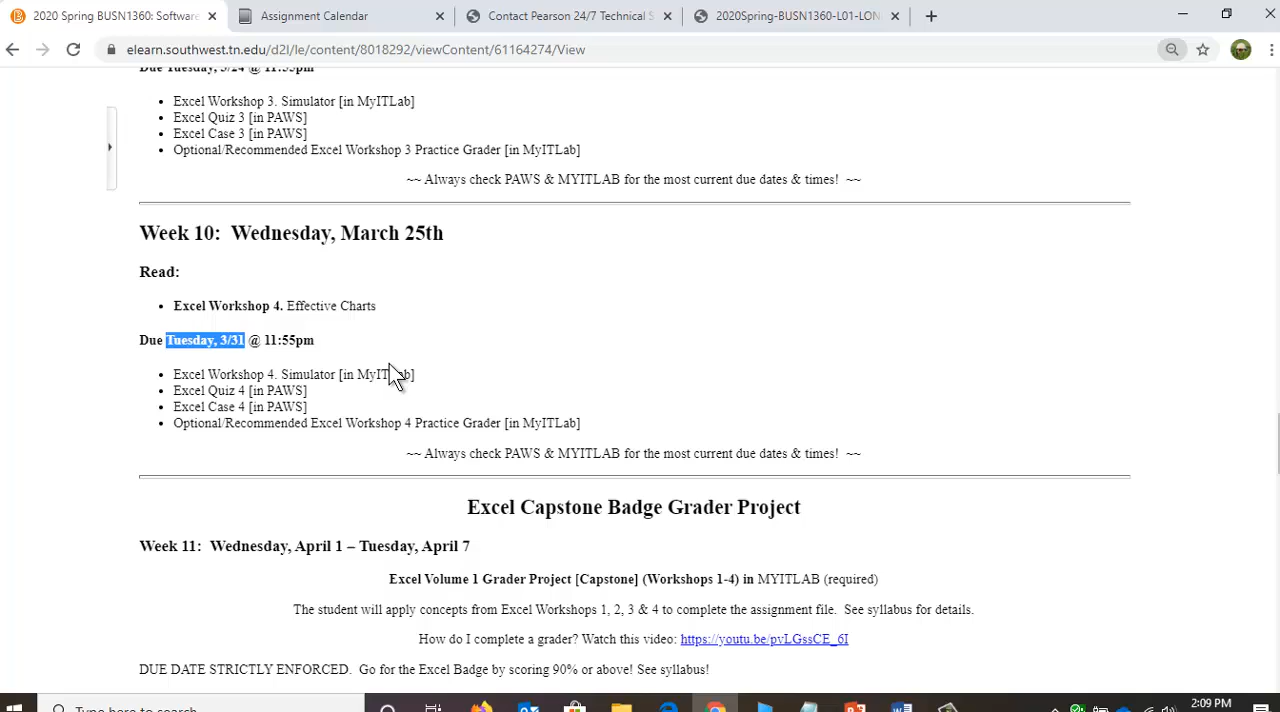 2020 Spring BUSN1360: Software
Assignment Calendar
Contact Pearson 24/7 Technical S
2020Spring-BUSN1360-L01-LON
elearn.southwest.tn.edu/d2l/le/content/8018292/viewContent/61164274/View
Due Tuesday, 3/24 @ 11:55pm
• Excel Workshop 3. Simulator [in MyITLab]
• Excel Quiz 3 [in PAWS]
• Excel Case 3 [in PAWS]
• Optional/Recommended Excel Workshop 3 Practice Grader [in MyITLab]
~~ Always check PAWS & MYITLAB for the most current due dates & times! ~~
Week 10: Wednesday, March 25th
Read:
• Excel Workshop 4. Effective Charts
Due Tuesday, 3/31 @ 11:55pm
• Excel Workshop 4. Simulator [in MyITLab]
• Excel Quiz 4 [in PAWS]
• Excel Case 4 [in PAWS]
• Optional/Recommended Excel Workshop 4 Practice Grader [in MyITLab]
~~ Always check PAWS & MYITLAB for the most current due dates & times! ~~
Excel Capstone Badge Grader Project
Week 11: Wednesday, April 1 – Tuesday, April 7
Excel Volume 1 Grader Project [Capstone] (Workshops 1-4) in MYITLAB (required)
The student will apply concepts from Excel Workshops 1, 2, 3 & 4 to complete the assignment file. See syllabus for details.
How do I complete a grader? Watch this video: https://youtu.be/pvLGssCE_6I
DUE DATE STRICTLY ENFORCED. Go for the Excel Badge by scoring 90% or above! See syllabus!
Type here to search
2:09 PM